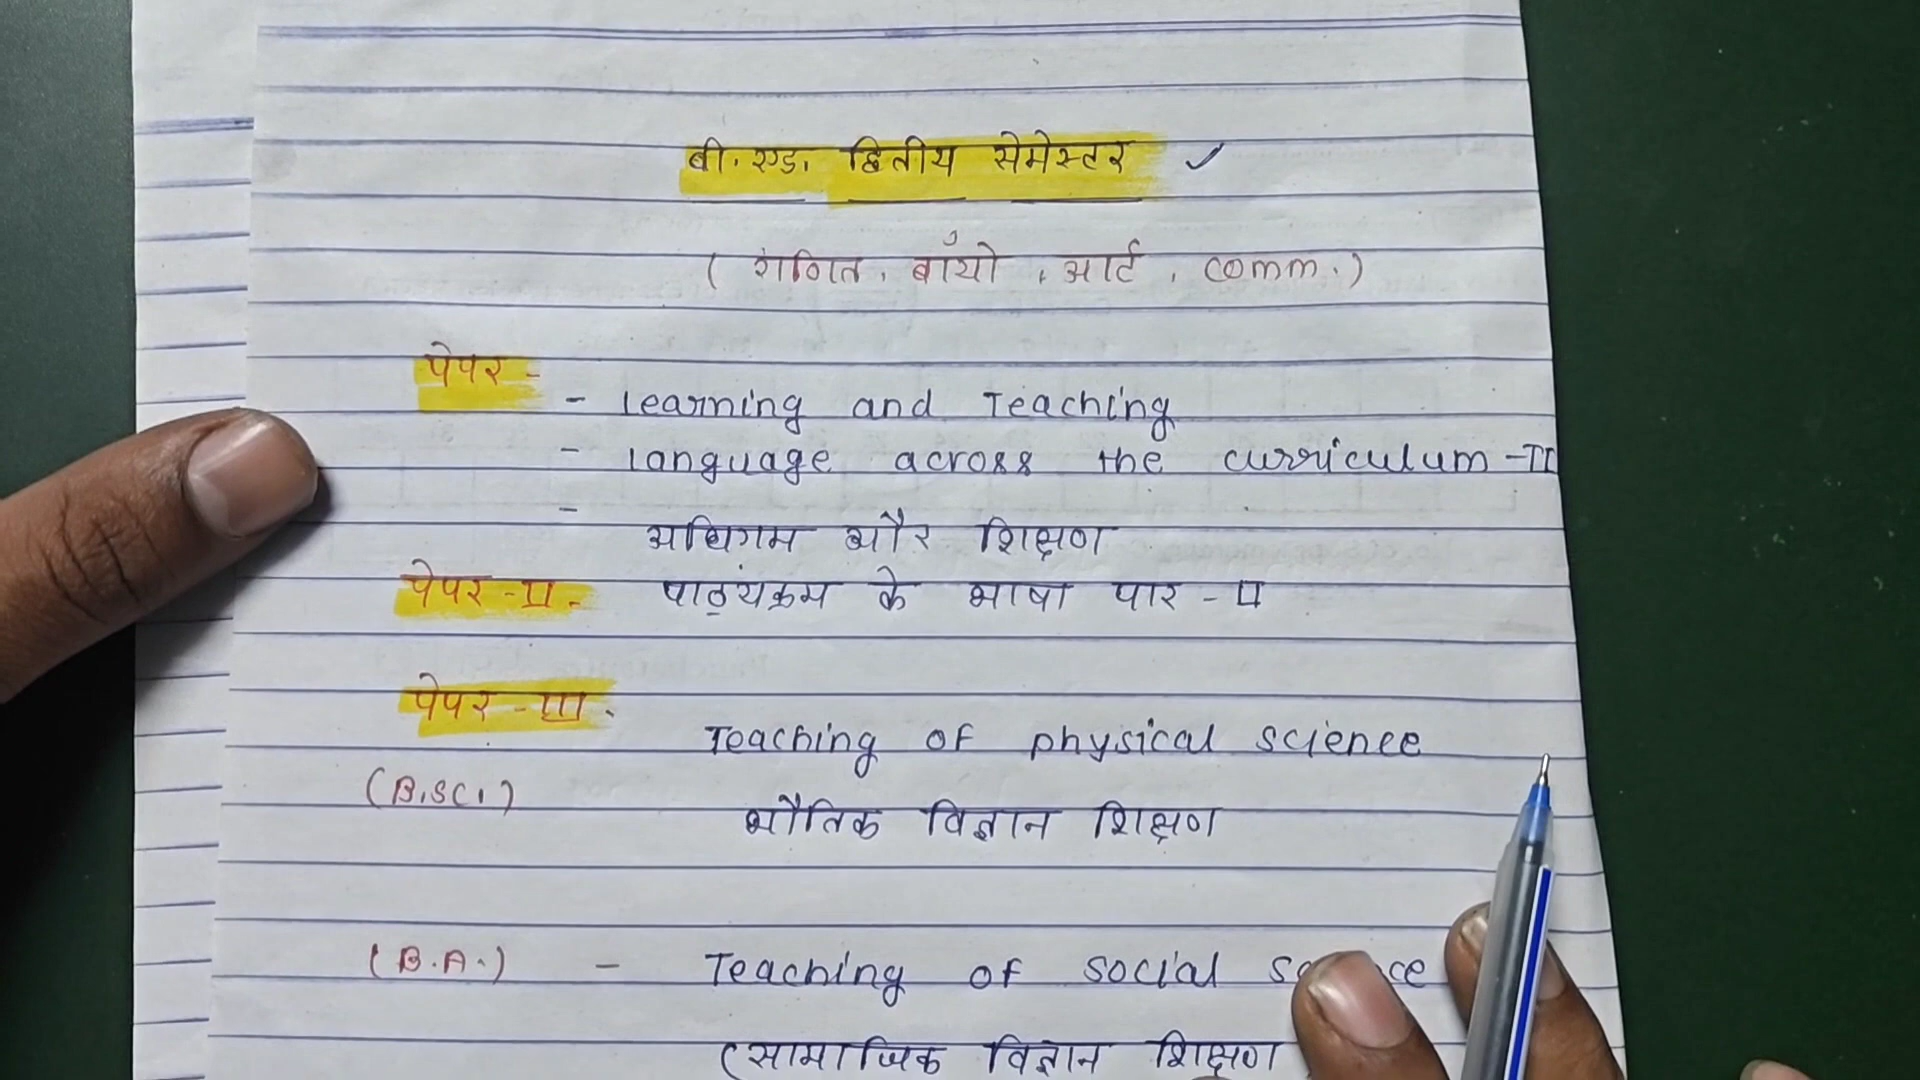 बी. एड. द्वितीय सेमेस्टर
( गणित, बॉयो, आर्ट, comm.)
पेपर -
- Learning and Teaching
- Language across the curriculum - II
- अधिगम और शिक्षण
पेपर - II - पाठ्यंक्रम के भाषा पार - II
पेपर - III -
Teaching of physical science
(B.Sc.)
भौतिक विज्ञान शिक्षण
(B.A.) - Teaching of social
(सामाजिक विज्ञान शिक्षण